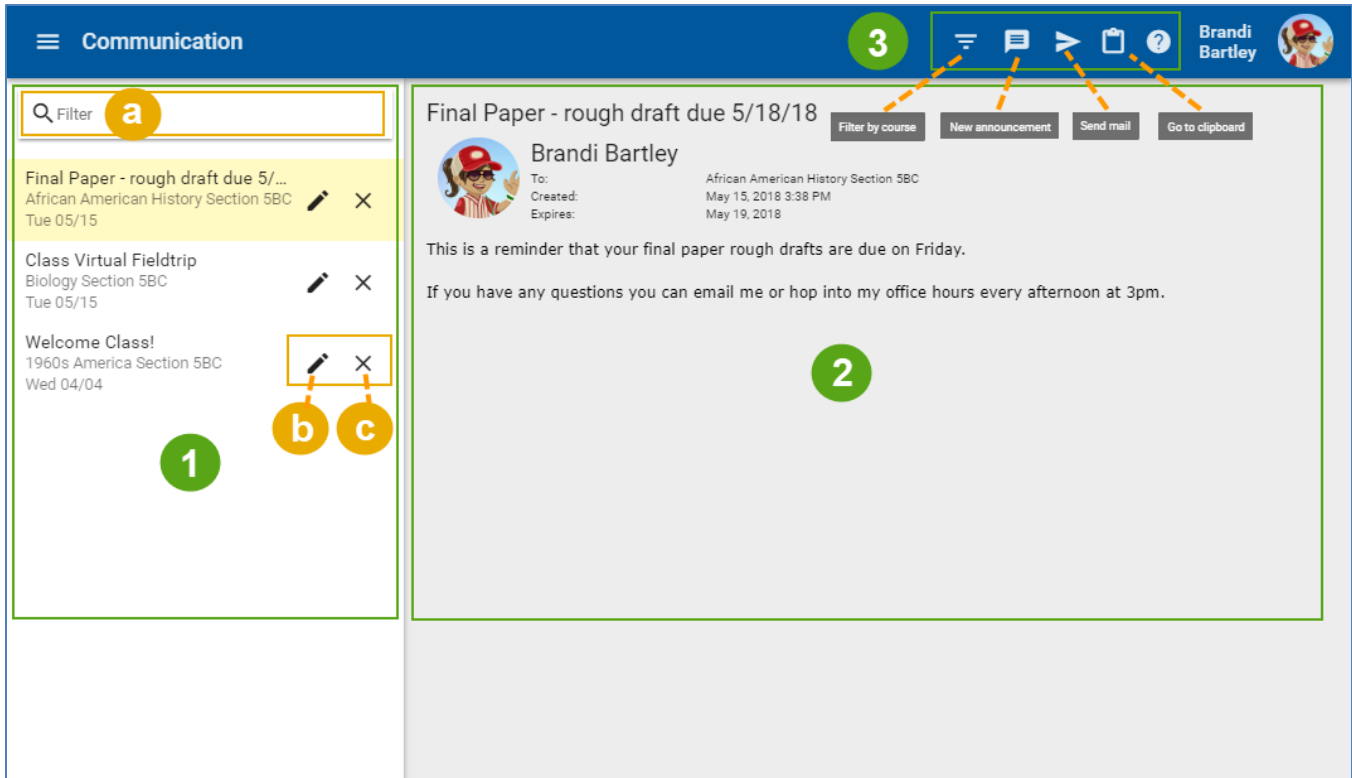 Communication
3
Brandi
Bartley
Filter
a
Final Paper - rough draft due 5/...
African American History Section 5BC
Tue 05/15
Class Virtual Fieldtrip
Biology Section 5BC
Tue 05/15
Welcome Class!
1960s America Section 5BC
Wed 04/04
b
c
1
Final Paper - rough draft due 5/18/18
Filter by course
New announcement
Send mail
Go to clipboard
Brandi Bartley
To: African American History Section 5BC
Created: May 15, 2018 3:38 PM
Expires: May 19, 2018
This is a reminder that your final paper rough drafts are due on Friday.
If you have any questions you can email me or hop into my office hours every afternoon at 3pm.
2